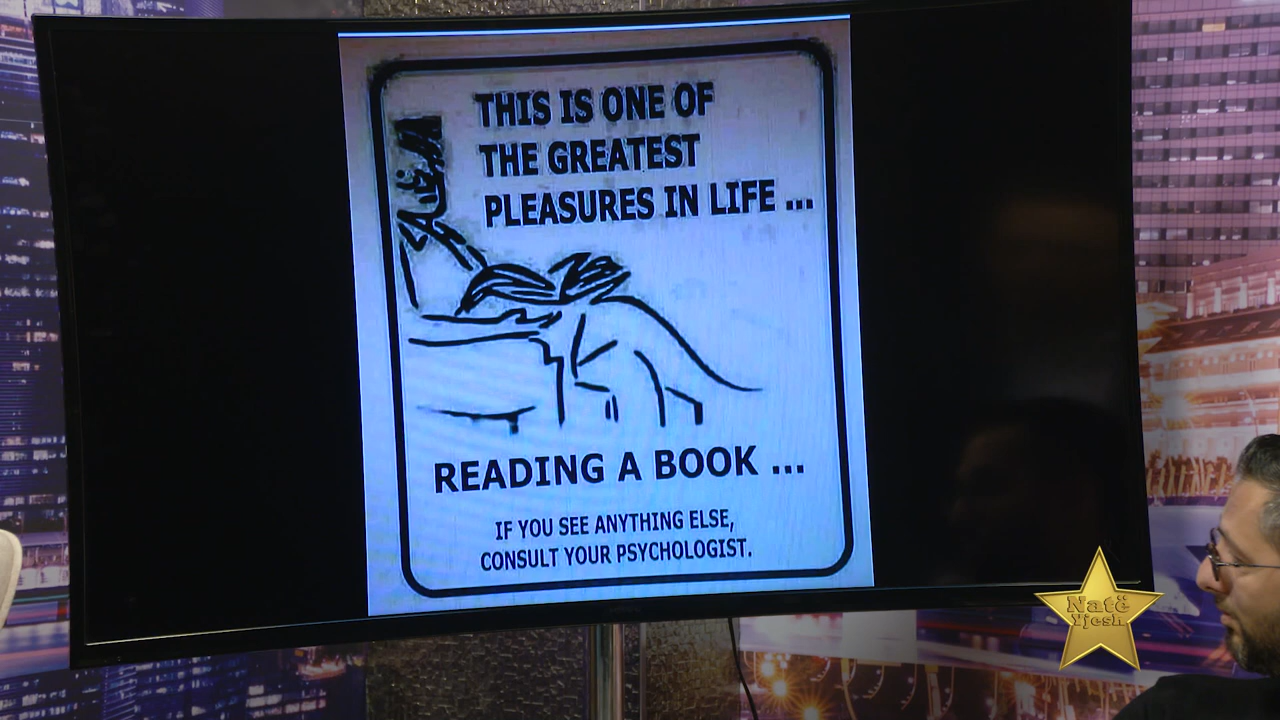 THIS IS ONE OF
THE GREATEST
PLEASURES IN LIFE ...
READING A BOOK ...
IF YOU SEE ANYTHING ELSE,
CONSULT YOUR PSYCHOLOGIST.
Natë
Yjesh